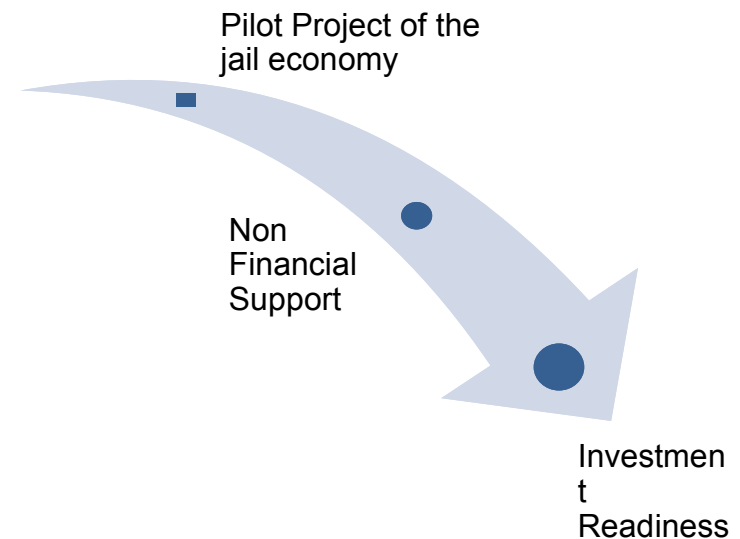 Pilot Project of the
jail economy
Non
Financial
Support
Investmen
t
Readiness